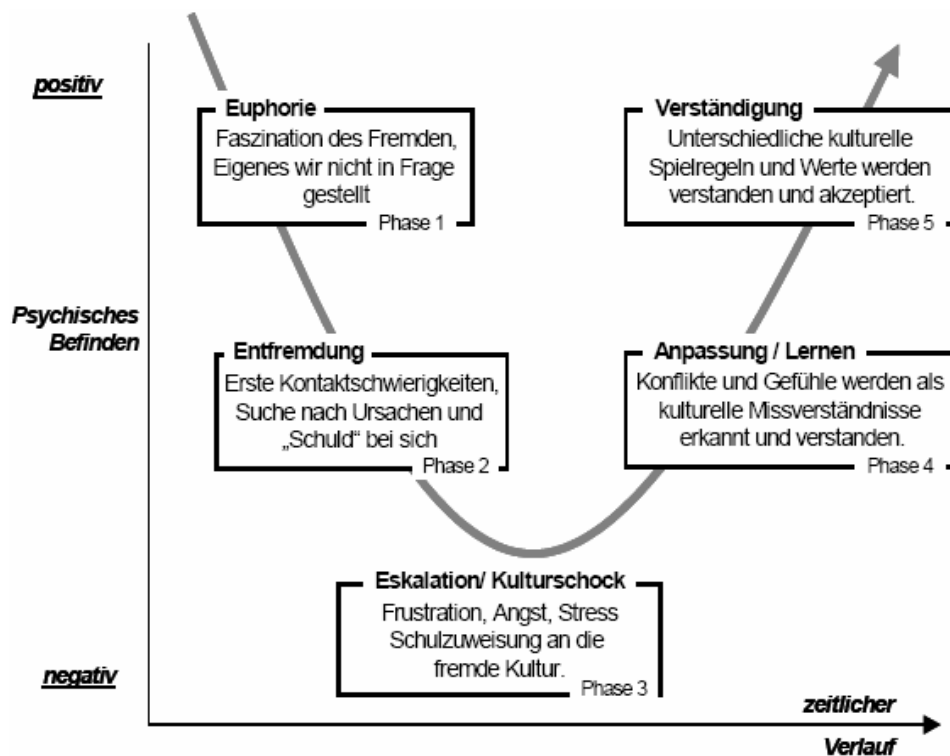 positiv
Euphorie
Faszination des Fremden,
Eigenes wir nicht in Frage
gestellt
Phase 1
Verständigung
Unterschiedliche kulturelle
Spielregeln und Werte werden
verstanden und akzeptiert.
Phase 5
Psychisches
Befinden
Entfremdung
Erste Kontaktschwierigkeiten,
Suche nach Ursachen und
„Schuld“ bei sich
Phase 2
Anpassung / Lernen
Konflikte und Gefühle werden als
kulturelle Missverständnisse
erkannt und verstanden.
Phase 4
Eskalation/ Kulturschock
Frustration, Angst, Stress
Schulzuweisung an die
fremde Kultur.
Phase 3
negativ
zeitlicher
Verlauf